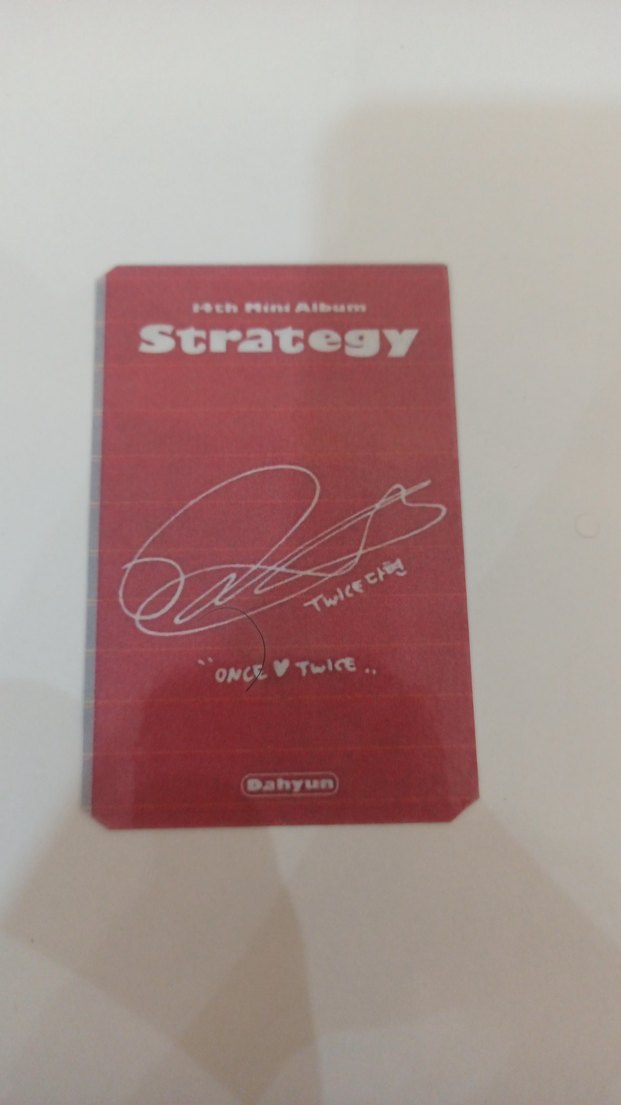 14th Mini Album
Strategy
TWICE 다현
"ONCE ♥ TWICE ..
Dahyun